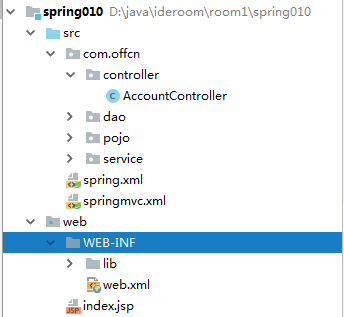 spring010 D:\java\ideroom\room1\spring010
src
com.offcn
controller
C AccountController
dao
pojo
service
spring.xml
springmvc.xml
web
WEB-INF
lib
web.xml
JSP index.jsp